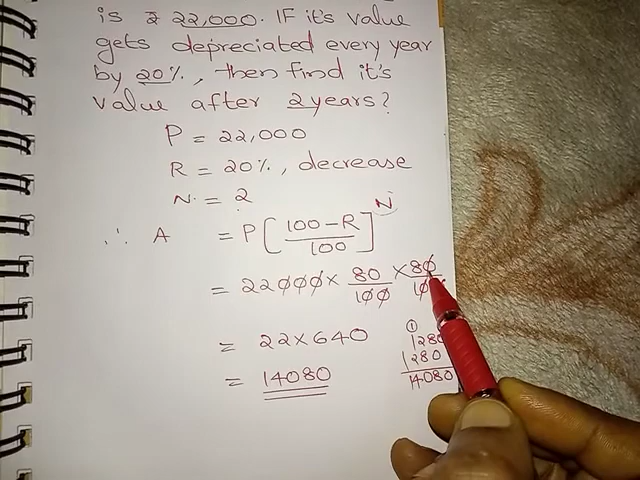 is ₹ 22,000. IF it's value
gets depreciated every year
by 20%, then find it's
value after 2 years?
P = 22,000
R = 20%, decrease
N = 2
∴ A = P[100-R/100]^N
= 22000 × 80/100 × 80/100
= 22×640
= 14080
1
1280
1280
14080